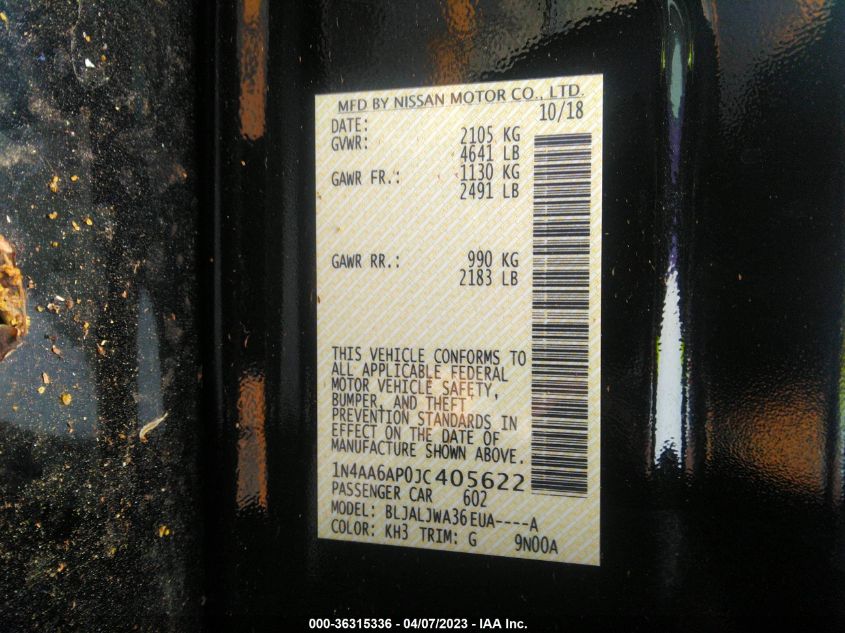 MFD BY NISSAN MOTOR CO., LTD.
DATE: 10/18
GVWR: 2105 KG
4641 LB
GAWR FR.: 1130 KG
2491 LB
GAWR RR.: 990 KG
2183 LB
THIS VEHICLE CONFORMS TO
ALL APPLICABLE FEDERAL
MOTOR VEHICLE SAFETY,
BUMPER, AND THEFT
PREVENTION STANDARDS IN
EFFECT ON THE DATE OF
MANUFACTURE SHOWN ABOVE.
1N4AA6AP0JC405622
PASSENGER CAR 602
MODEL: BLJALJWA36EUA----A
COLOR: KH3 TRIM: G 9N00A
000-36315336 - 04/07/2023 - IAA Inc.